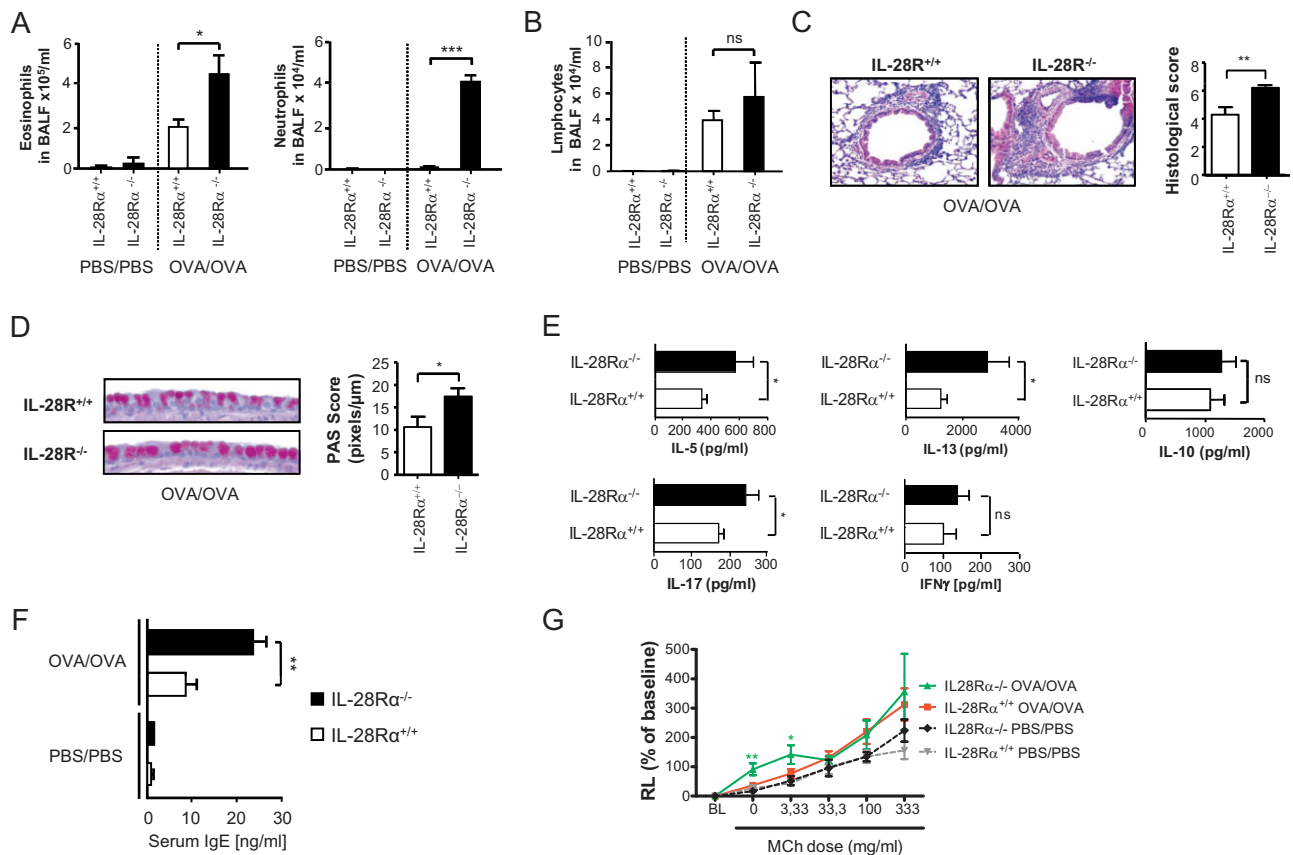 A
Eosinophils
in BALF x10⁵/ml
6
4
2
0
*
IL-28Rα+/+
IL-28Rα -/-
IL-28Rα+/+
IL-28Rα -/-
PBS/PBS
OVA/OVA
Neutrophils
in BALF x 10⁴/ml
6
4
2
0
***
IL-28Rα+/+
IL-28Rα -/-
IL-28Rα+/+
IL-28Rα -/-
PBS/PBS
OVA/OVA
B
Lmphocytes
in BALF x 10⁴/ml
10
8
6
4
2
0
ns
IL-28Rα+/+
IL-28Rα -/-
IL-28Rα+/+
IL-28Rα -/-
PBS/PBS
OVA/OVA
C
IL-28R+/+
IL-28R-/-
OVA/OVA
Histological score
8
6
4
2
0
**
IL-28Rα+/+
IL-28Rα−/−
D
IL-28R+/+
IL-28R-/-
OVA/OVA
PAS Score
(pixels/μm)
25
20
15
10
5
0
*
IL-28Rα+/+
IL-28Rα−/−
E
IL-28Rα-/-
IL-28Rα+/+
*
0 200 400 600 800
IL-5 (pg/ml)
IL-28Rα-/-
IL-28Rα+/+
*
0 2000 4000
IL-13 (pg/ml)
IL-28Rα-/-
IL-28Rα+/+
ns
0 1000 2000
IL-10 (pg/ml)
IL-28Rα-/-
IL-28Rα+/+
*
0 100 200 300
IL-17 (pg/ml)
IL-28Rα-/-
IL-28Rα+/+
ns
0 100 200 300
IFNγ [pg/ml]
F
OVA/OVA
PBS/PBS
**
0 10 20 30
Serum IgE [ng/ml]
IL-28Rα-/-
IL-28Rα+/+
G
RL (% of baseline)
500
400
300
200
100
0
**
*
BL 0 3,33 33,3 100 333
MCh dose (mg/ml)
IL28Rα-/- OVA/OVA
IL-28Rα+/+ OVA/OVA
IL28Rα-/- PBS/PBS
IL-28Rα+/+ PBS/PBS